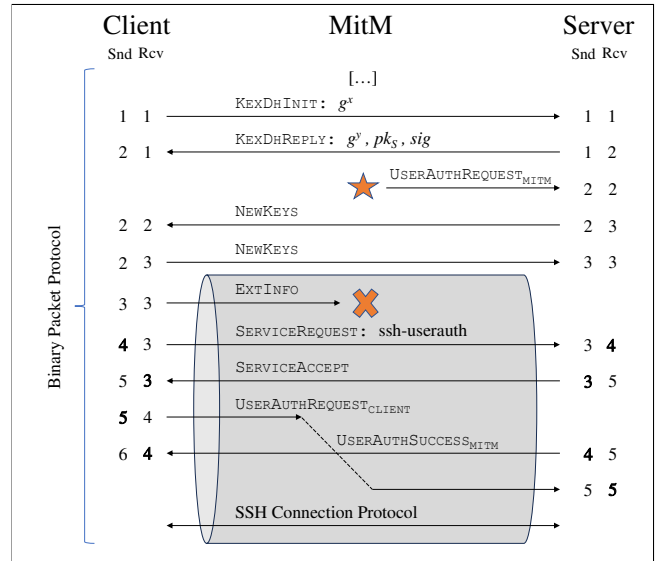 Client MitM Server
Snd Rcv Snd Rcv
[…]
KEXDHINIT: g^x
1 1 1 1
KEXDHREPLY: g^y, pk_S, sig
2 1 1 2
USERAUTHREQUEST_MITM
2 2
NEWKEYS
2 2 2 3
NEWKEYS
2 3 3 3
EXTINFO
3 3
SERVICEREQUEST: ssh-userauth
4 3 3 4
SERVICEACCEPT
5 3 3 5
USERAUTHREQUEST_CLIENT
5 4
USERAUTHSUCCESS_MITM
6 4 4 5
5 5
SSH Connection Protocol
Binary Packet Protocol